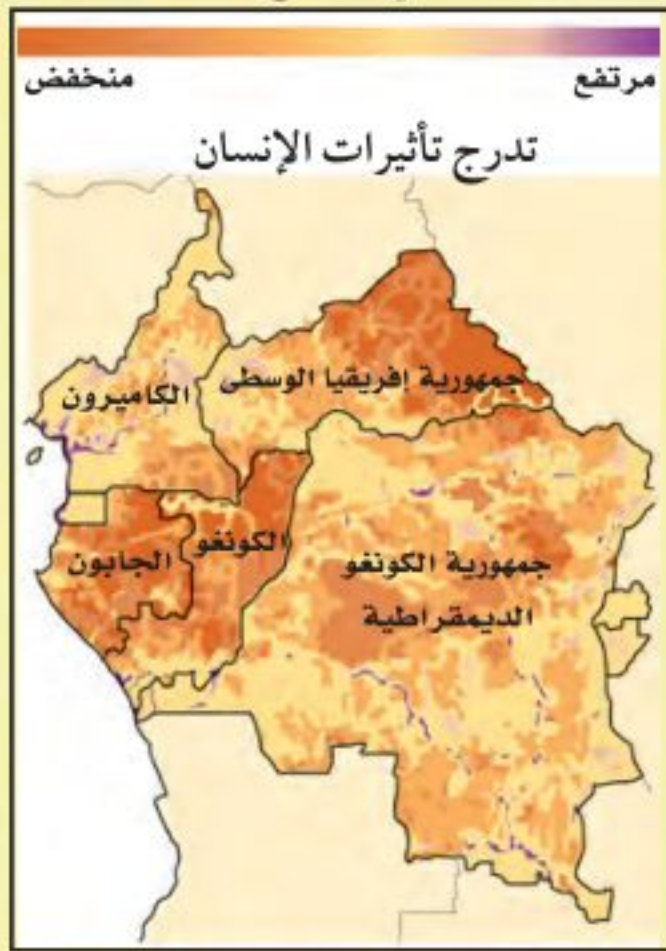 مرتفع
منخفض
تدرج تأثيرات الإنسان
جمهورية إفريقيا الوسطى
الكاميرون
الكونغو
الجابون
جمهورية الكونغو
الديمقراطية